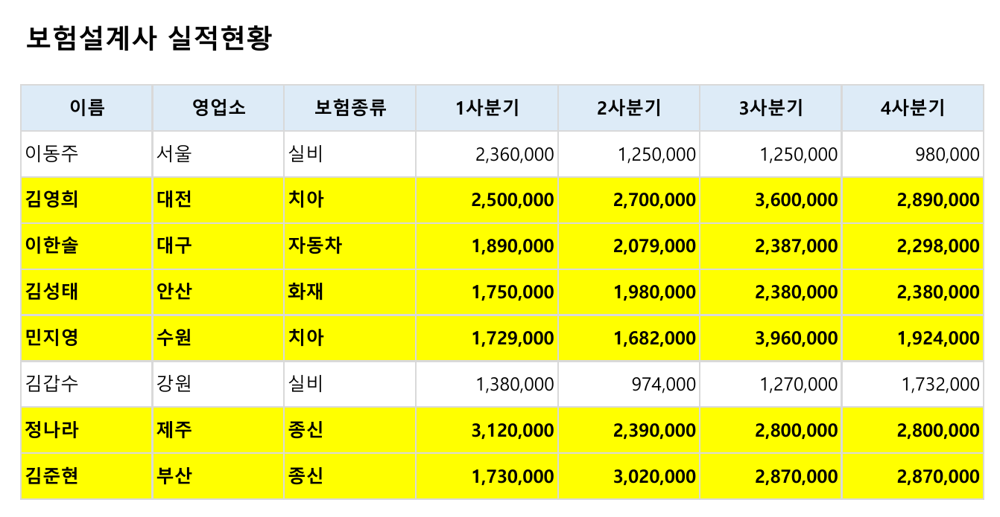 보험설계사 실적현황
이름 영업소 보험종류 1사분기 2사분기 3사분기 4사분기
이동주 서울 실비 2,360,000 1,250,000 1,250,000 980,000
김영희 대전 치아 2,500,000 2,700,000 3,600,000 2,890,000
이한솔 대구 자동차 1,890,000 2,079,000 2,387,000 2,298,000
김성태 안산 화재 1,750,000 1,980,000 2,380,000 2,380,000
민지영 수원 치아 1,729,000 1,682,000 3,960,000 1,924,000
김갑수 강원 실비 1,380,000 974,000 1,270,000 1,732,000
정나라 제주 종신 3,120,000 2,390,000 2,800,000 2,800,000
김준현 부산 종신 1,730,000 3,020,000 2,870,000 2,870,000